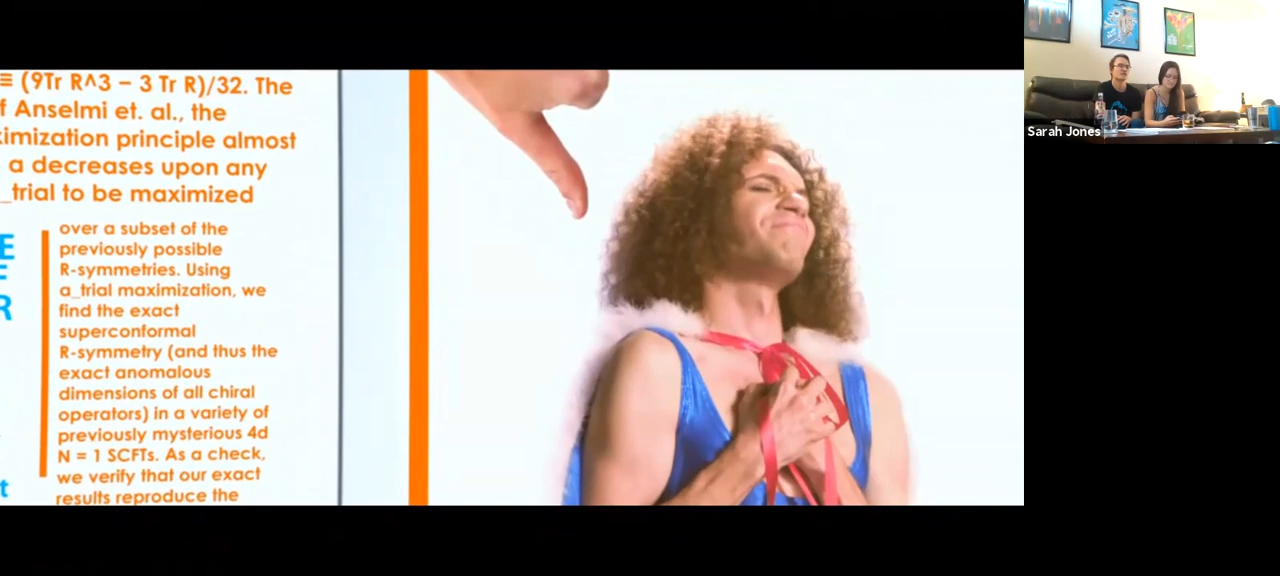 ≡ (9Tr R^3 – 3 Tr R)/32. The
f Anselmi et. al., the
ximization principle almost
a decreases upon any
_trial to be maximized
over a subset of the
previously possible
R-symmetries. Using
a_trial maximization, we
find the exact
superconformal
R-symmetry (and thus the
exact anomalous
dimensions of all chiral
operators) in a variety of
previously mysterious 4d
N = 1 SCFTs. As a check,
we verify that our exact
results reproduce the
E
F
R
t
Sarah Jones